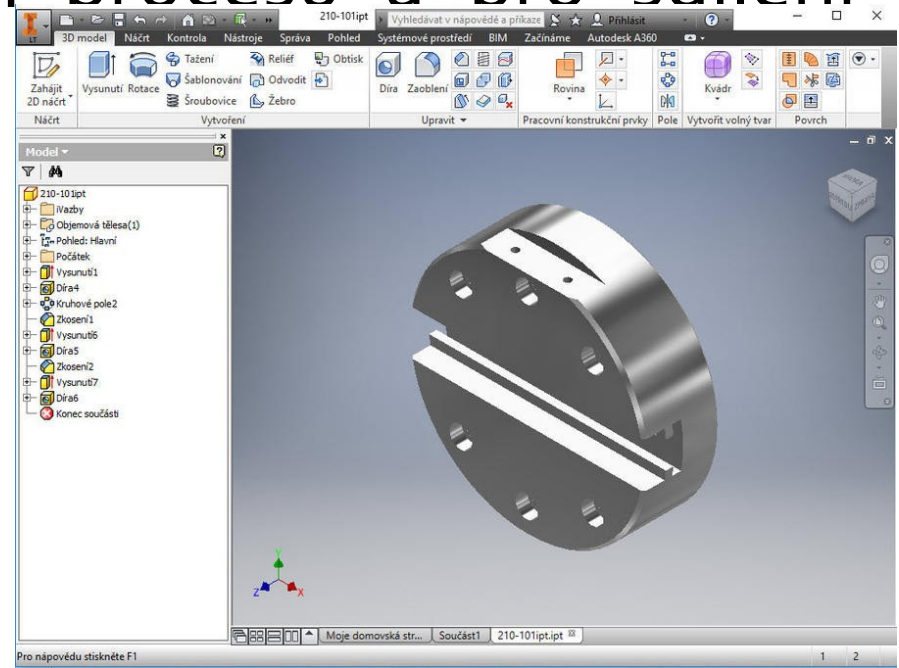 210-101ipt Vyhledávat v nápovědě a příkaze Přihlásit
3D model Náčrt Kontrola Nástroje Správa Pohled Systémové prostředí BIM Začínáme Autodesk A360
LT
Zahájit 2D náčrt
Vysunutí
Rotace
Tažení
Šablonování
Šroubovice
Reliéf
Odvodit
Žebro
Obtisk
Díra
Zaoblení
Rovina
Kvádr
Náčrt Vytvoření Upravit Pracovní konstrukční prvky Pole Vytvořit volný tvar Povrch
Model
210-101ipt
iVazby
Objemová tělesa(1)
Pohled: Hlavní
Počátek
Vysunutí1
Díra4
Kruhové pole2
Zkosení1
Vysunutí6
Díra5
Zkosení2
Vysunutí7
Díra6
Konec součásti
Y
Z X
Moje domovská str... Součást1 210-101ipt.ipt
Pro nápovědu stiskněte F1 1 2